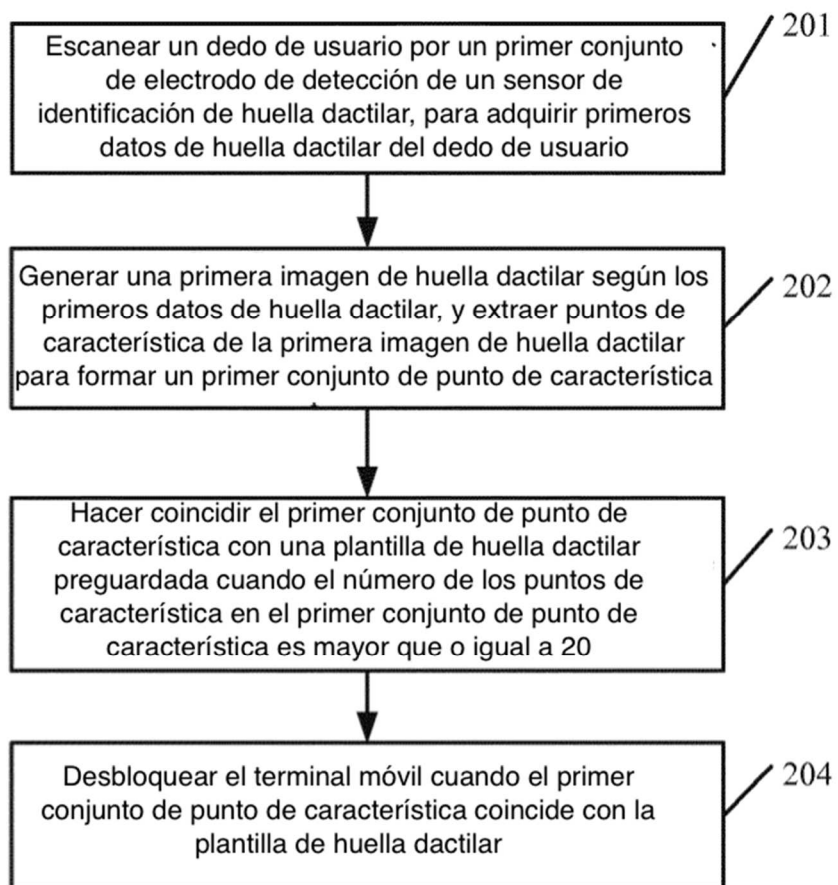 Escanear un dedo de usuario por un primer conjunto
de electrodo de detección de un sensor de
identificación de huella dactilar, para adquirir primeros
datos de huella dactilar del dedo de usuario
201
Generar una primera imagen de huella dactilar según los
primeros datos de huella dactilar, y extraer puntos de
característica de la primera imagen de huella dactilar
para formar un primer conjunto de punto de característica
202
Hacer coincidir el primer conjunto de punto de
característica con una plantilla de huella dactilar
preguardada cuando el número de los puntos de
característica en el primer conjunto de punto de
característica es mayor que o igual a 20
203
Desbloquear el terminal móvil cuando el primer
conjunto de punto de característica coincide con la
plantilla de huella dactilar
204